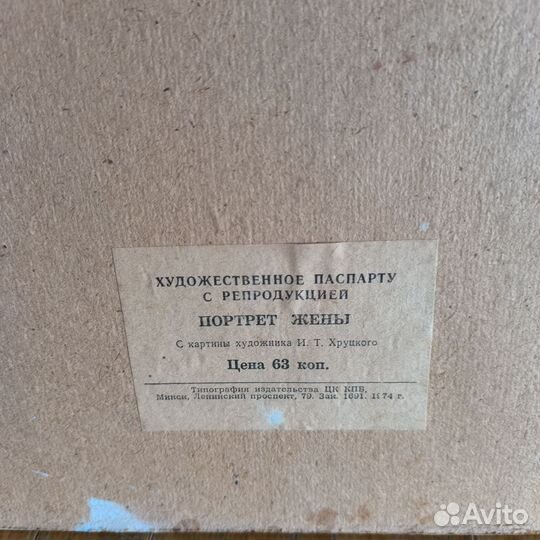 ХУДОЖЕСТВЕННОЕ ПАСПАРТУ
С РЕПРОДУКЦИЕЙ
ПОРТРЕТ ЖЕНЫ
С картины художника И. Т. Хруцкого
Цена 63 коп.
Типография издательства ЦК КПБ,
Минск, Ленинский проспект, 79. Зак. 1691. 1974 г.
Avito